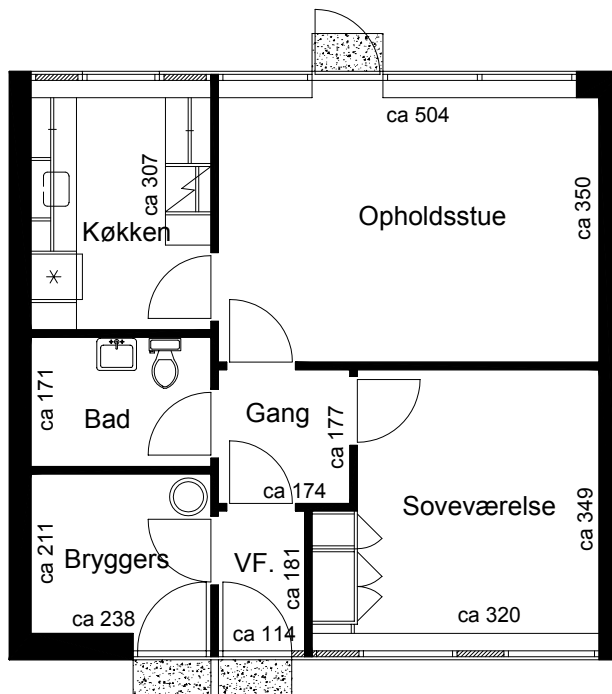 ca 504
ca 307
Køkken
Opholdsstue
ca 350
ca 171
Bad
Gang
ca 177
ca 174
Soveværelse
ca 349
ca 211
Bryggers
VF.
ca 181
ca 238
ca 114
ca 320